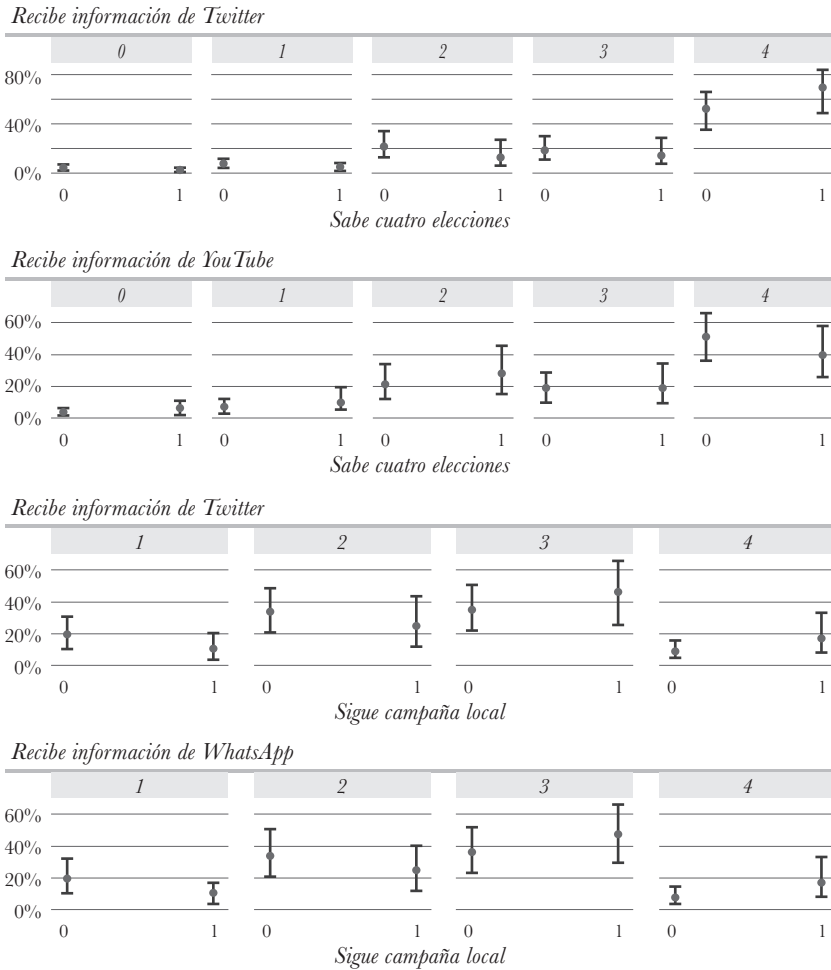 Recibe información de Twitter
0 1 2 3 4
80%
40%
0%
0 1 0 1 0 1 0 1 0 1
Sabe cuatro elecciones
Recibe información de YouTube
0 1 2 3 4
60%
40%
20%
0%
0 1 0 1 0 1 0 1 0 1
Sabe cuatro elecciones
Recibe información de Twitter
1 2 3 4
60%
40%
20%
0%
0 1 0 1 0 1 0 1
Sigue campaña local
Recibe información de WhatsApp
1 2 3 4
60%
40%
20%
0%
0 1 0 1 0 1 0 1
Sigue campaña local